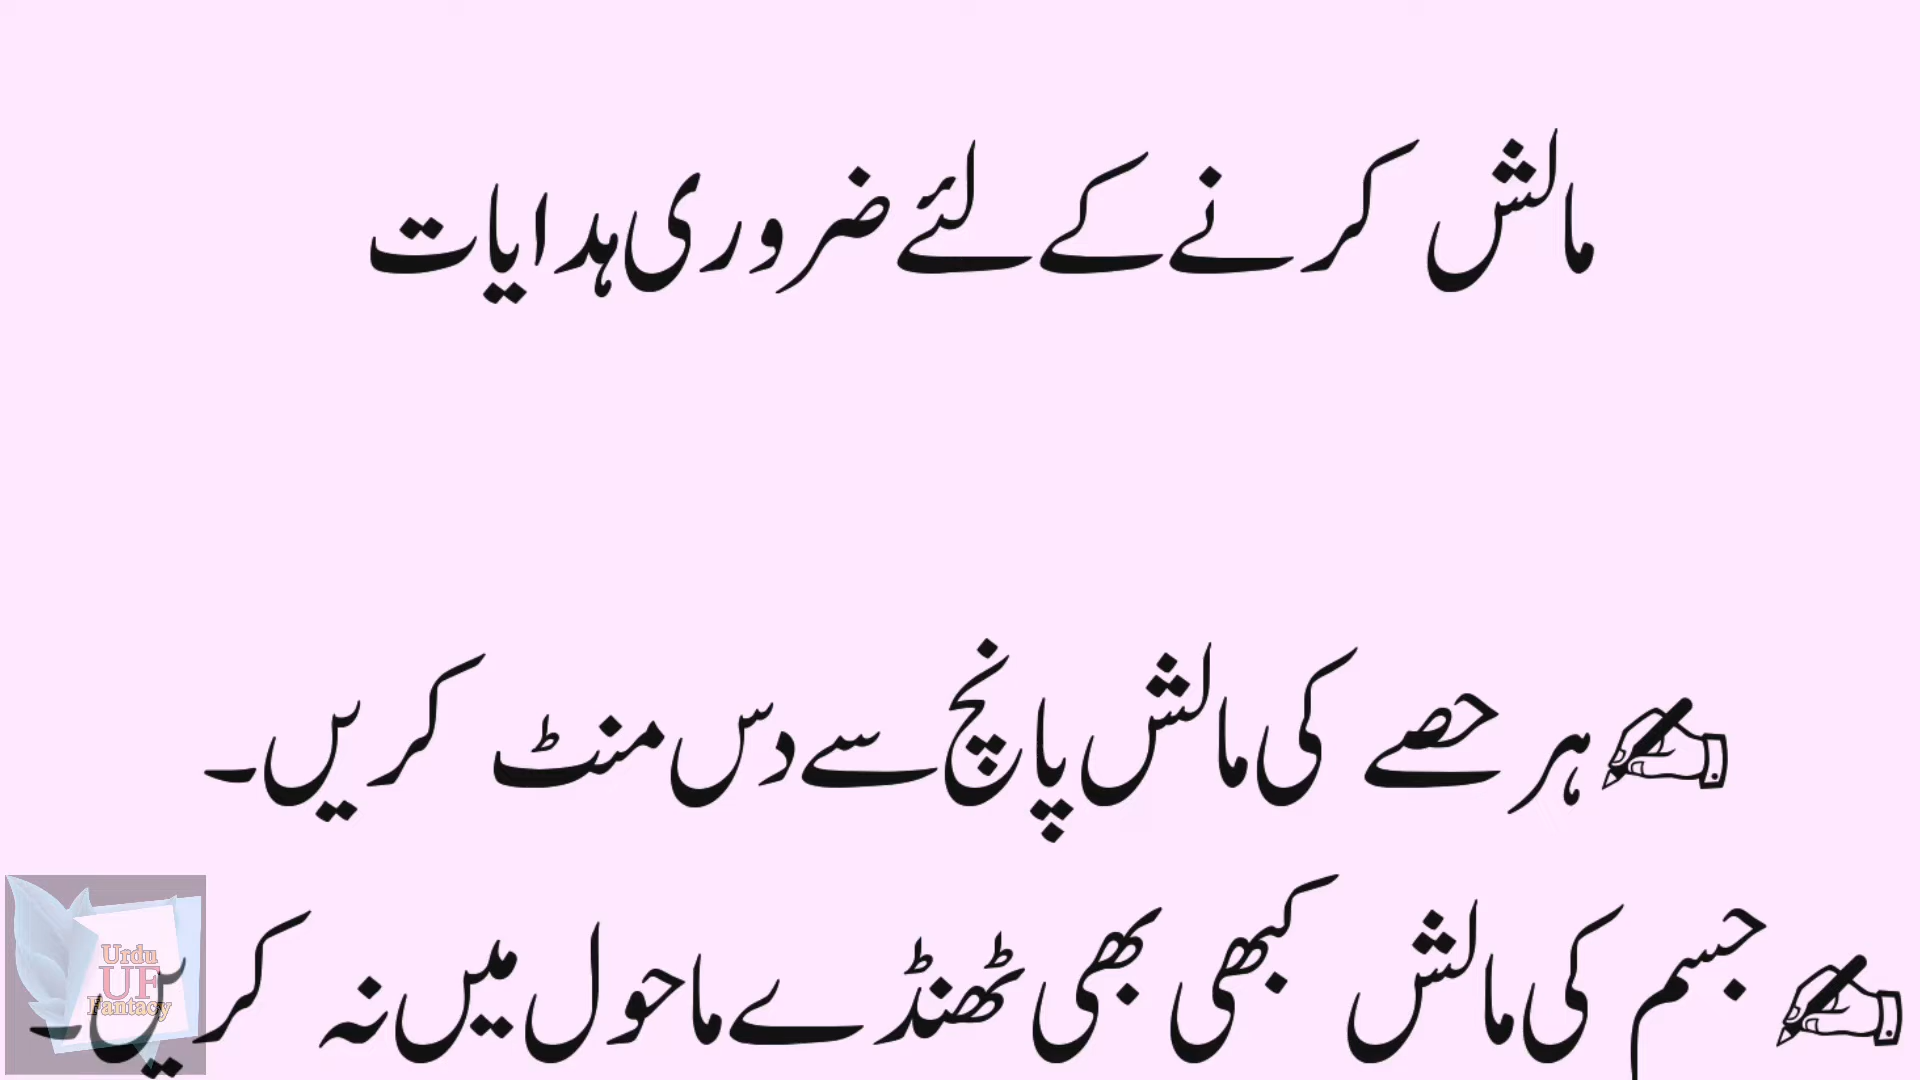 مالش کرنے کے لئے ضروری ہدایات
✍ہر حصے کی مالش پانچ سے دس منٹ کریں۔
✍جسم کی مالش کبھی بھی ٹھنڈے ماحول میں نہ کریں۔
Urdu
UF
Fantacy